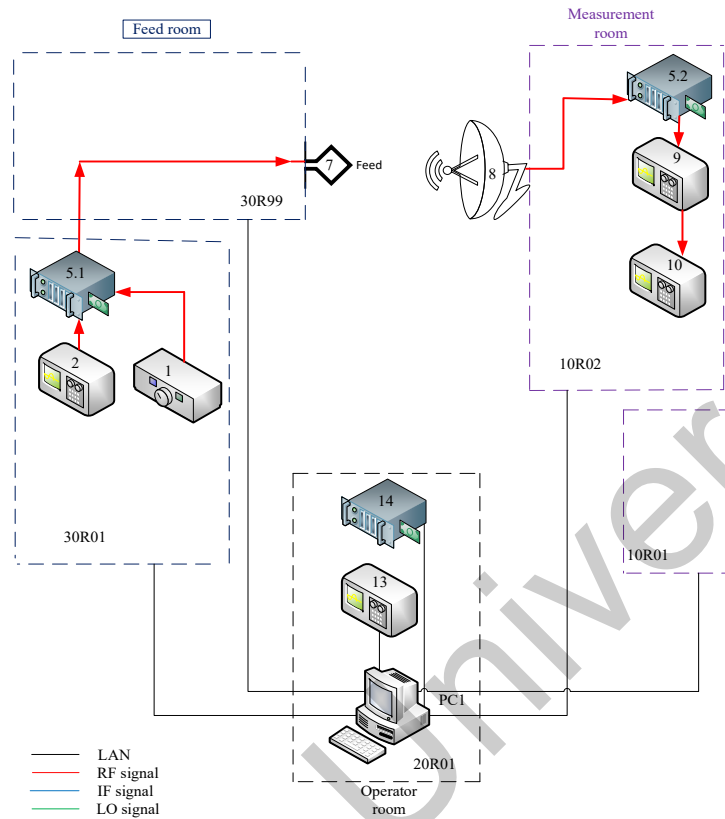 Feed room
Measurement
room
5.2
9
10
10R02
7
Feed
8
30R99
5.1
2
1
30R01
10R01
14
13
PC1
20R01
Operator
room
LAN
RF signal
IF signal
LO signal
Univer